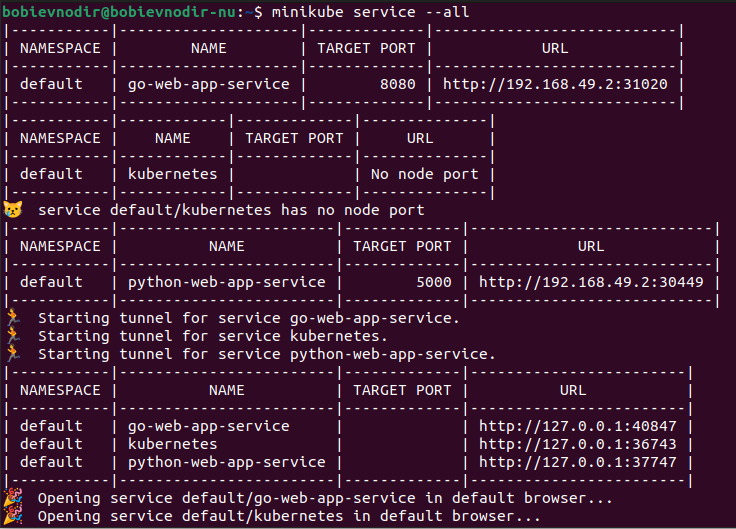 bobievnodir@bobievnodir-nu:~$ minikube service --all
|-----------|--------------------|-------------|---------------------------|
| NAMESPACE |        NAME        | TARGET PORT |            URL            |
|-----------|--------------------|-------------|---------------------------|
| default   | go-web-app-service |        8080 | http://192.168.49.2:31020 |
|-----------|--------------------|-------------|---------------------------|
|-----------|------------|-------------|--------------|
| NAMESPACE |    NAME    | TARGET PORT |     URL      |
|-----------|------------|-------------|--------------|
| default   | kubernetes |             | No node port |
|-----------|------------|-------------|--------------|
😿  service default/kubernetes has no node port
|-----------|------------------------|-------------|---------------------------|
| NAMESPACE |          NAME          | TARGET PORT |            URL            |
|-----------|------------------------|-------------|---------------------------|
| default   | python-web-app-service |        5000 | http://192.168.49.2:30449 |
|-----------|------------------------|-------------|---------------------------|
🏃  Starting tunnel for service go-web-app-service.
🏃  Starting tunnel for service kubernetes.
🏃  Starting tunnel for service python-web-app-service.
|-----------|------------------------|-------------|------------------------|
| NAMESPACE |          NAME          | TARGET PORT |          URL           |
|-----------|------------------------|-------------|------------------------|
| default   | go-web-app-service     |             | http://127.0.0.1:40847 |
| default   | kubernetes             |             | http://127.0.0.1:36743 |
| default   | python-web-app-service |             | http://127.0.0.1:37747 |
|-----------|------------------------|-------------|------------------------|
🎉  Opening service default/go-web-app-service in default browser...
🎉  Opening service default/kubernetes in default browser...